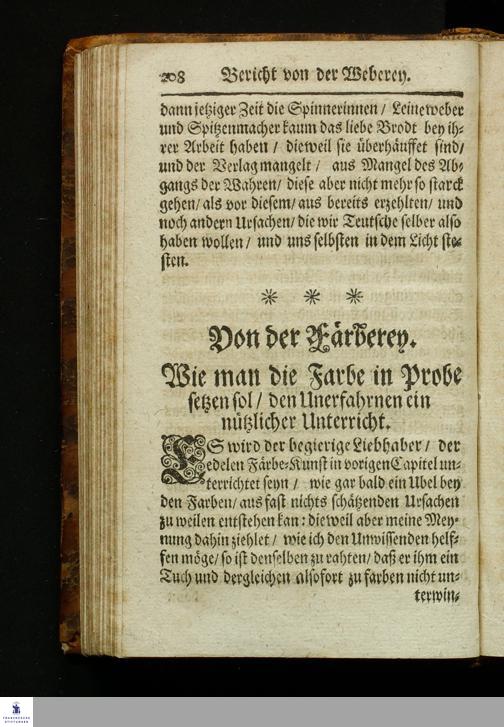 208 Bericht von der Weberey.
dann jetziger Zeit die Spinnerinnen / Leineweber
und Spitzenmacher kaum das liebe Brodt bey ih-
rer Arbeit haben / dieweil sie überhäuffet sind /
und der Verlag mangelt / aus Mangel des Ab-
gangs der Wahren / diese aber nicht mehr so starck
gehen / als vor diesem / aus bereits erzehlten / und
noch andern Ursachen / die wir Teutsche selber also
haben wollen / und uns selbsten in dem Licht ste-
sten.
* * *
Von der Färberey.
Wie man die Farbe in Probe
setzen sol / den Unerfahrnen ein
nützlicher Unterricht.
ES wird der begierige Liebhaber / der
edelen Färbe-Kunst in vorigen Capitel un-
terrichtet seyn / wie gar bald ein Ubel bey
den Farben / aus fast nichts schätzenden Ursachen
zu weilen entstehen kan : dieweil aber meine Mey-
nung dahin ziehlet / wie ich den Unwissenden helf-
fen möge / so ist denselben zu rahten / daß er ihm ein
Tuch und dergleichen alsofort zu farben nicht un-
terwin-
FRANCKESCHE
STIFTUNGEN